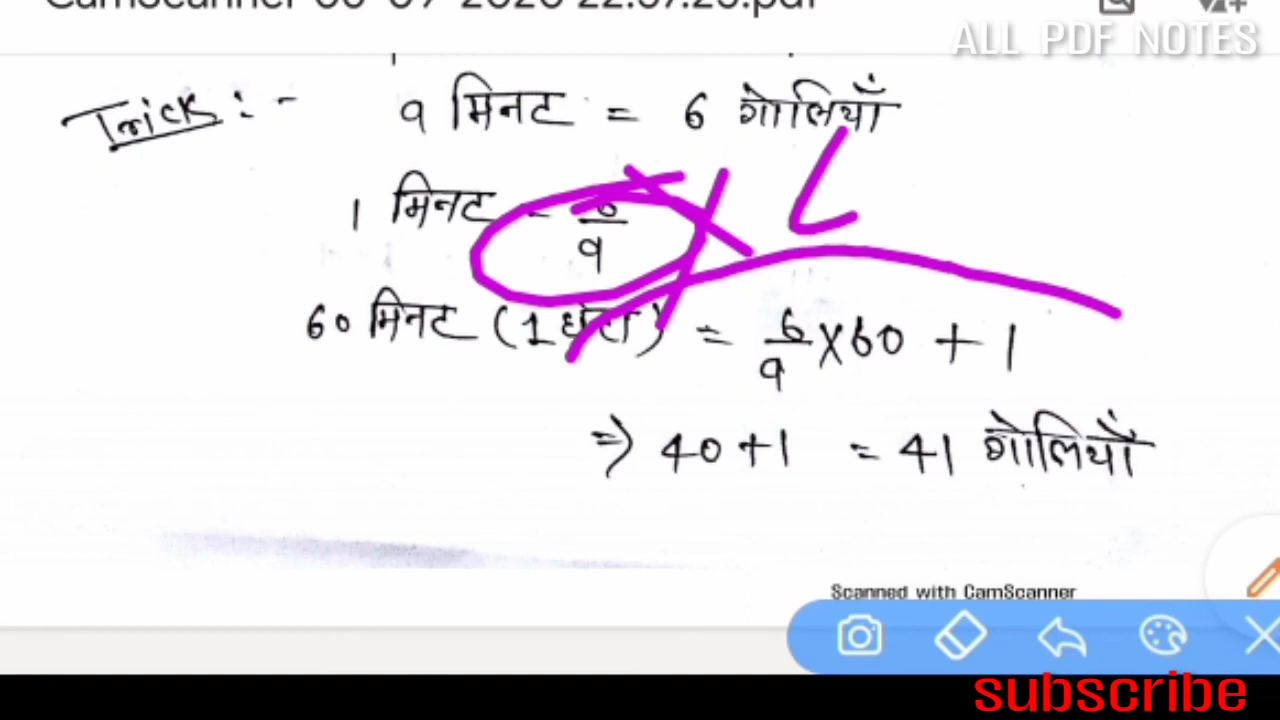 ALL PDF NOTES
Trick :- 9 मिनट = 6 गोलियाँ
1 मिनट - 6/9
60 मिनट (1 घंटा) = 6/9 X 60 + 1
⇒ 40 + 1 = 41 गोलियाँ
Scanned with CamScanner
subscribe